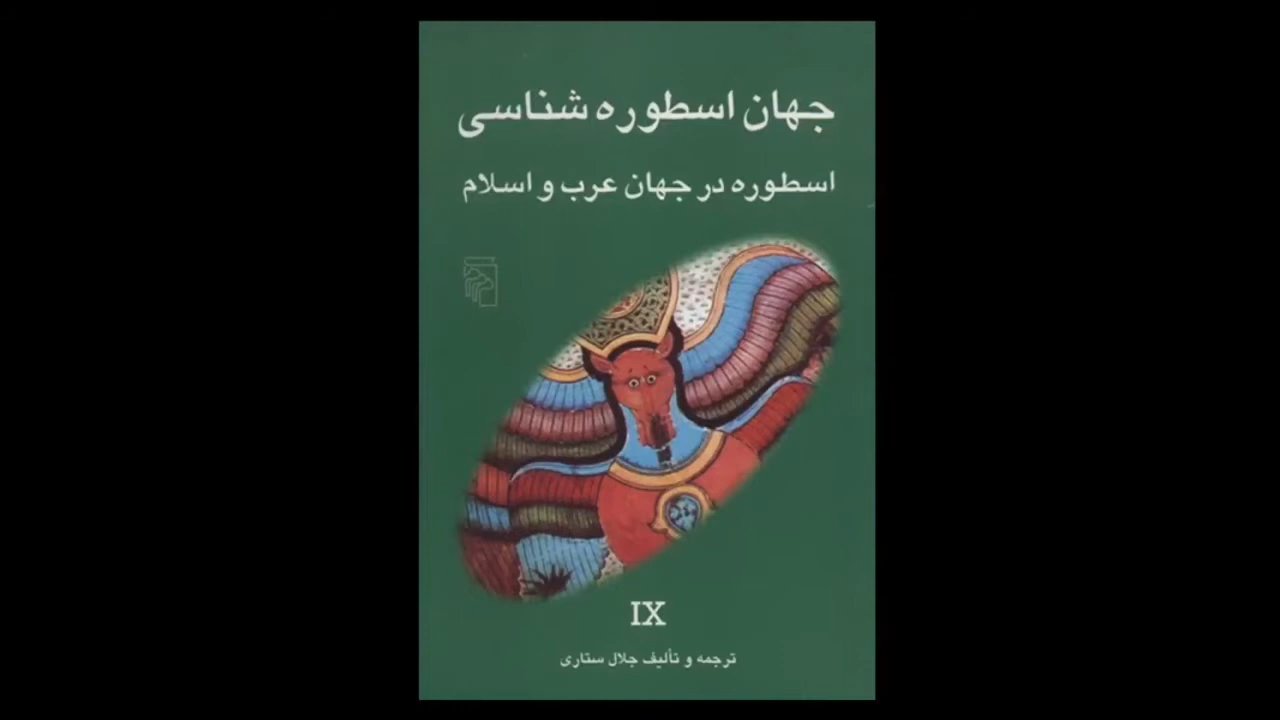 جهان اسطوره شناسی
اسطوره در جهان عرب و اسلام
IX
ترجمه و تألیف جلال ستاری